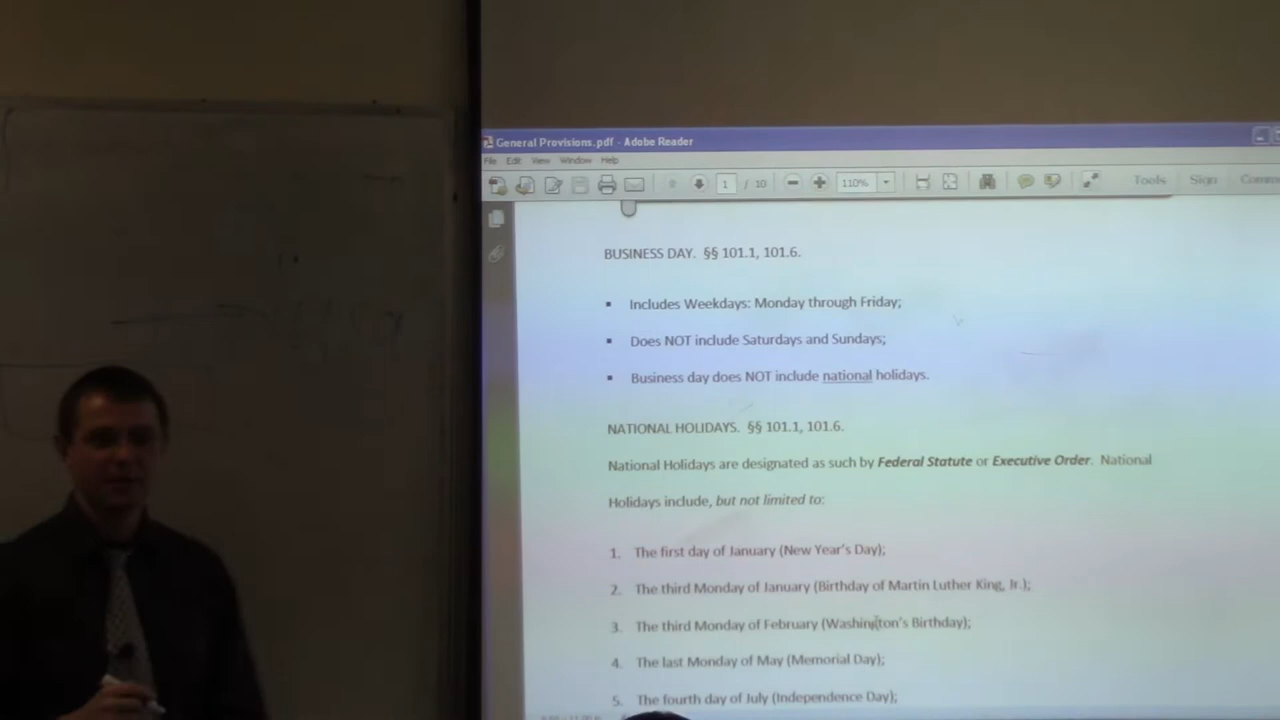 General Provisions.pdf - Adobe Reader
File Edit View Window Help
1 / 10 110% Tools Sign
BUSINESS DAY. §§ 101.1, 101.6.
▪ Includes Weekdays: Monday through Friday;
▪ Does NOT include Saturdays and Sundays;
▪ Business day does NOT include national holidays.
NATIONAL HOLIDAYS. §§ 101.1, 101.6.
National Holidays are designated as such by Federal Statute or Executive Order. National
Holidays include, but not limited to:
1. The first day of January (New Year's Day);
2. The third Monday of January (Birthday of Martin Luther King, Jr.);
3. The third Monday of February (Washington's Birthday);
4. The last Monday of May (Memorial Day);
5. The fourth day of July (Independence Day);